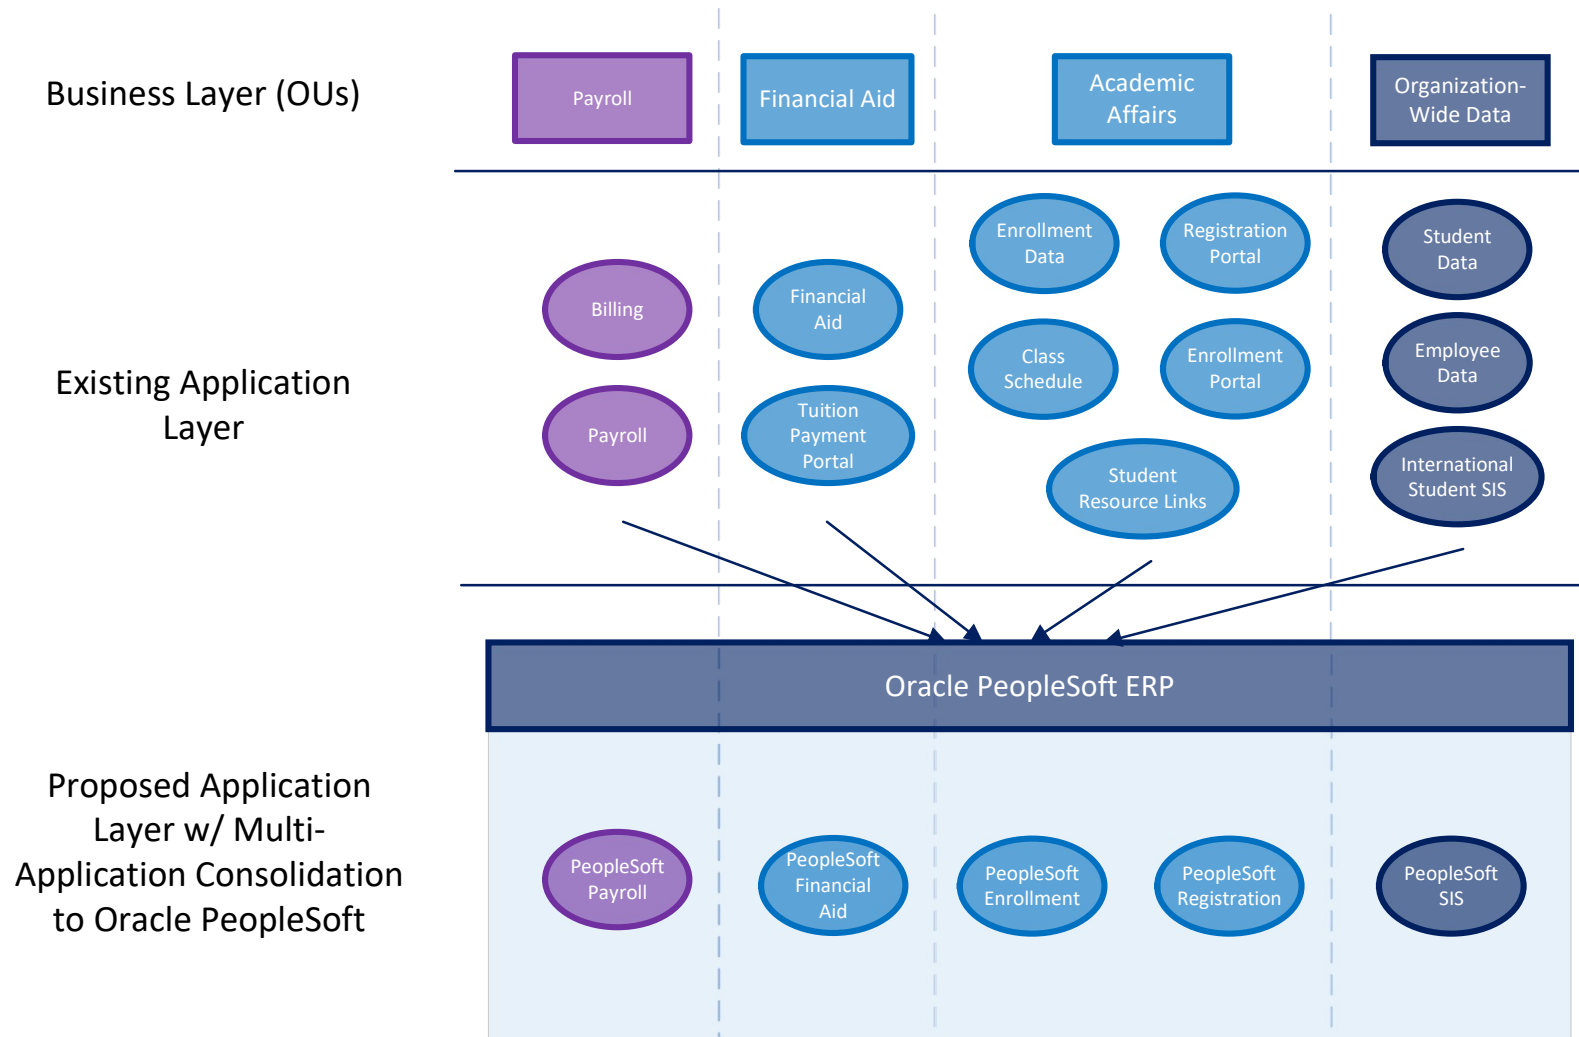 Business Layer (OUs)
Payroll
Financial Aid
Academic
Affairs
Organization-
Wide Data
Existing Application
Layer
Billing
Payroll
Financial
Aid
Tuition
Payment
Portal
Enrollment
Data
Registration
Portal
Class
Schedule
Enrollment
Portal
Student
Resource Links
Student
Data
Employee
Data
International
Student SIS
Oracle PeopleSoft ERP
Proposed Application
Layer w/ Multi-
Application Consolidation
to Oracle PeopleSoft
PeopleSoft
Payroll
PeopleSoft
Financial
Aid
PeopleSoft
Enrollment
PeopleSoft
Registration
PeopleSoft
SIS